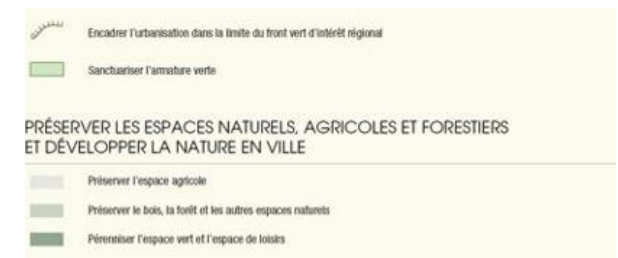 Encadrer l'urbanisation dans la limite du front vert d'intérêt régional
Sanctuariser l'armature verte
PRÉSERVER LES ESPACES NATURELS, AGRICOLES ET FORESTIERS
ET DÉVELOPPER LA NATURE EN VILLE
Préserver l'espace agricole
Préserver le bois, la forêt et les autres espaces naturels
Pérenniser l'espace vert et l'espace de loisirs